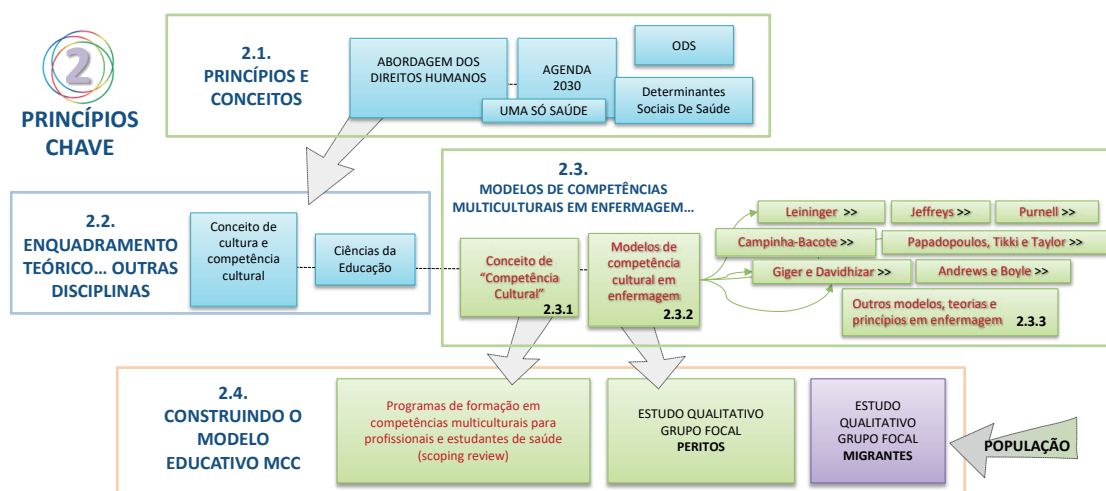 2
PRINCÍPIOS
CHAVE
2.1.
PRINCÍPIOS E
CONCEITOS
ABORDAGEM DOS
DIREITOS HUMANOS
AGENDA
2030
UMA SÓ SAÚDE
ODS
Determinantes
Sociais De Saúde
2.2.
ENQUADRAMENTO
TEÓRICO... OUTRAS
DISCIPLINAS
Conceito de
cultura e
competência
cultural
Ciências da
Educação
2.3.
MODELOS DE COMPETÊNCIAS
MULTICULTURAIS EM ENFERMAGEM...
Conceito de
"Competência
Cultural"
2.3.1
Modelos de
competência
cultural em
enfermagem
2.3.2
Leininger >>
Jeffreys >>
Purnell >>
Campinha-Bacote >>
Papadopoulos, Tikki e Taylor >>
Giger e Davidhizar >>
Andrews e Boyle >>
Outros modelos, teorias e
princípios em enfermagem 2.3.3
2.4.
CONSTRUINDO O
MODELO
EDUCATIVO MCC
Programas de formação em
competências multiculturais para
profissionais e estudantes de saúde
(scoping review)
ESTUDO QUALITATIVO
GRUPO FOCAL
PERITOS
ESTUDO
QUALITATIVO
GRUPO FOCAL
MIGRANTES
POPULAÇÃO